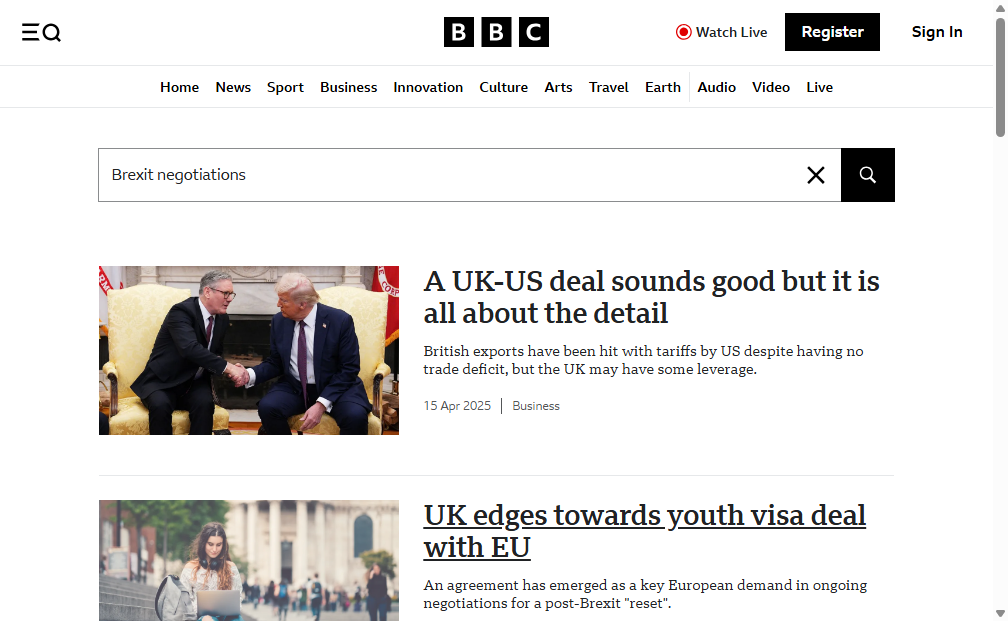 BBC
Watch Live
Register
Sign In
Home News Sport Business Innovation Culture Arts Travel Earth Audio Video Live
Brexit negotiations
A UK-US deal sounds good but it is
all about the detail
British exports have been hit with tariffs by US despite having no
trade deficit, but the UK may have some leverage.
15 Apr 2025 | Business
UK edges towards youth visa deal
with EU
An agreement has emerged as a key European demand in ongoing
negotiations for a post-Brexit "reset".